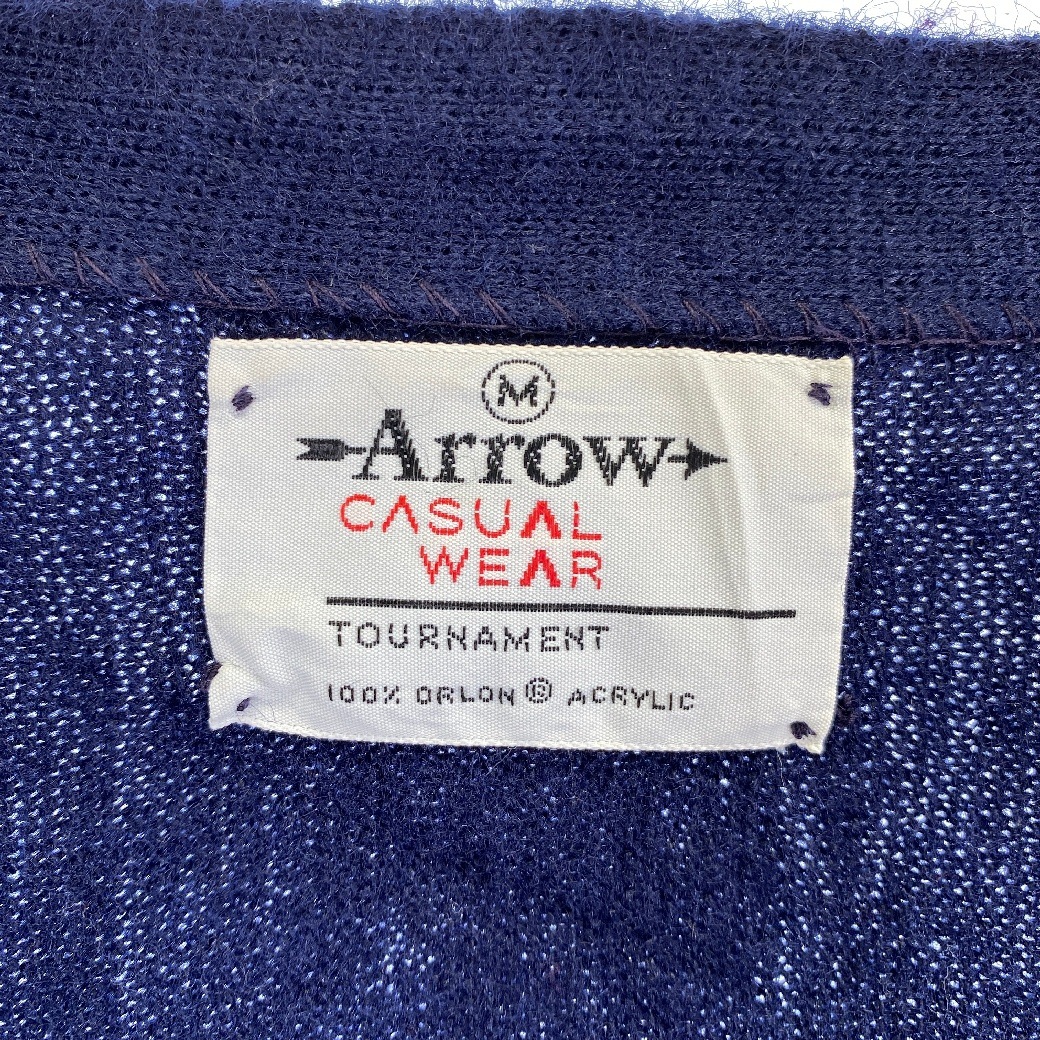 M
Arrow
CASUAL
WEAR
TOURNAMENT
100% ORLON ® ACRYLIC